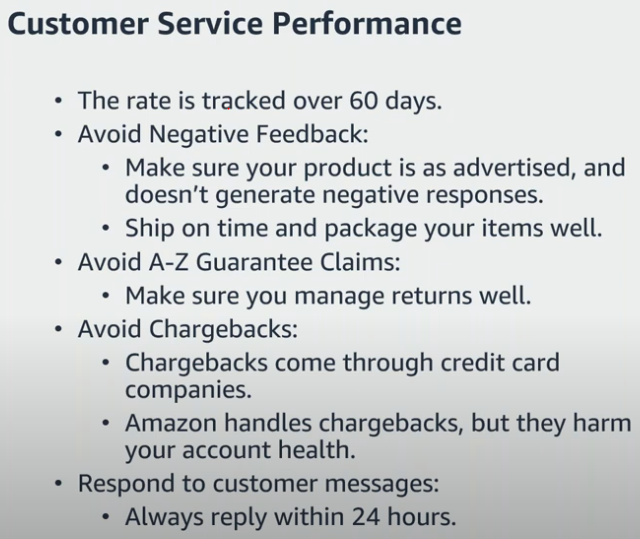 Customer Service Performance
• The rate is tracked over 60 days.
• Avoid Negative Feedback:
• Make sure your product is as advertised, and
doesn't generate negative responses.
• Ship on time and package your items well.
• Avoid A-Z Guarantee Claims:
• Make sure you manage returns well.
• Avoid Chargebacks:
• Chargebacks come through credit card
companies.
• Amazon handles chargebacks, but they harm
your account health.
• Respond to customer messages:
• Always reply within 24 hours.